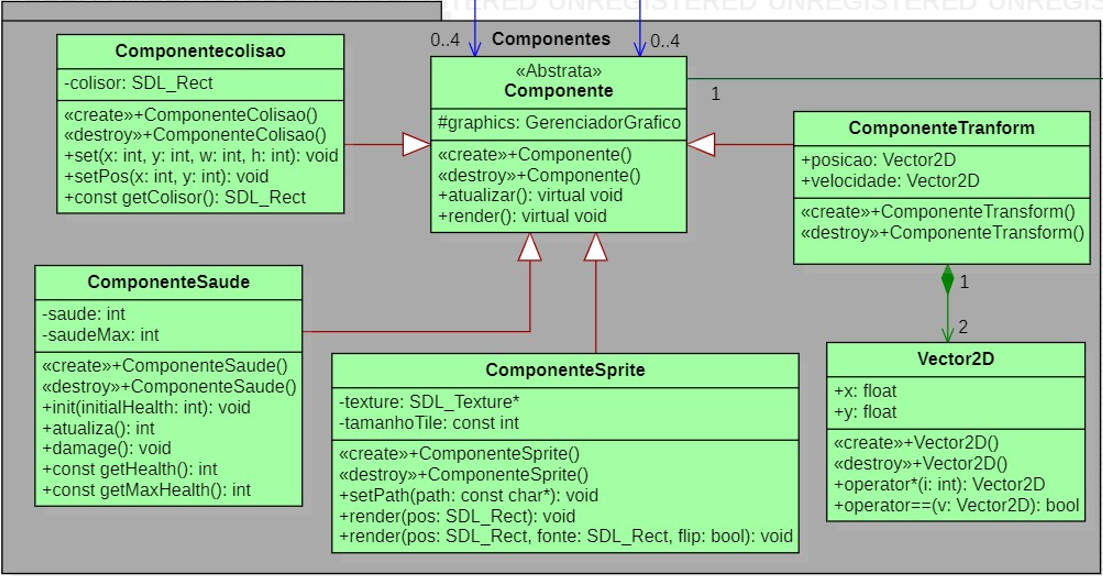 TERED UNREGISTERED UNREGISTERED UNREGIS
Componentes
0..4
0..4
1
Componentecolisao
-colisor: SDL_Rect
«create»+ComponenteColisao()
«destroy»+ComponenteColisao()
+set(x: int, y: int, w: int, h: int): void
+setPos(x: int, y: int): void
+const getColisor(): SDL_Rect
«Abstrata»
Componente
#graphics: GerenciadorGrafico
«create»+Componente()
«destroy»+Componente()
+atualizar(): virtual void
+render(): virtual void
ComponenteTranform
+posicao: Vector2D
+velocidade: Vector2D
«create»+ComponenteTransform()
«destroy»+ComponenteTransform()
1
2
ComponenteSaude
-saude: int
-saudeMax: int
«create»+ComponenteSaude()
«destroy»+ComponenteSaude()
+init(initialHealth: int): void
+atualiza(): int
+damage(): void
+const getHealth(): int
+const getMaxHealth(): int
ComponenteSprite
-texture: SDL_Texture*
-tamanhoTile: const int
«create»+ComponenteSprite()
«destroy»+ComponenteSprite()
+setPath(path: const char*): void
+render(pos: SDL_Rect): void
+render(pos: SDL_Rect, fonte: SDL_Rect, flip: bool): void
Vector2D
+x: float
+y: float
«create»+Vector2D()
«destroy»+Vector2D()
+operator*(i: int): Vector2D
+operator==(v: Vector2D): bool